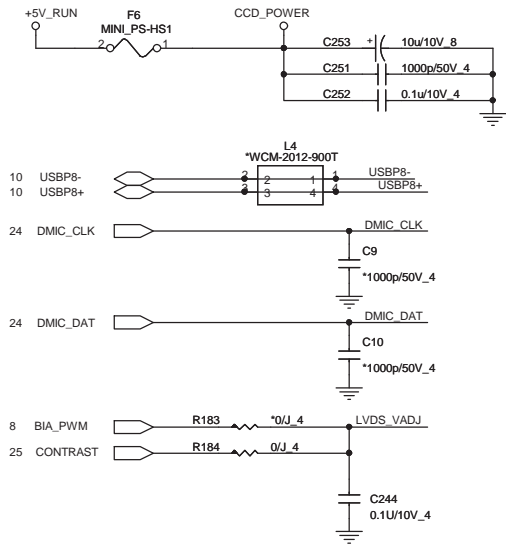 +5V_RUN
F6
MINI_PS-HS1
2
1
CCD_POWER
C253
+
10u/10V_8
C251
1000p/50V_4
C252
0.1u/10V_4
L4
*WCM-2012-900T
10 USBP8-
2
2
1
1
USBP8-
10 USBP8+
3
3
4
4
USBP8+
24 DMIC_CLK
DMIC_CLK
C9
*1000p/50V_4
24 DMIC_DAT
DMIC_DAT
C10
*1000p/50V_4
8 BIA_PWM
R183
*0/J_4
LVDS_VADJ
25 CONTRAST
R184
0/J_4
C244
0.1U/10V_4